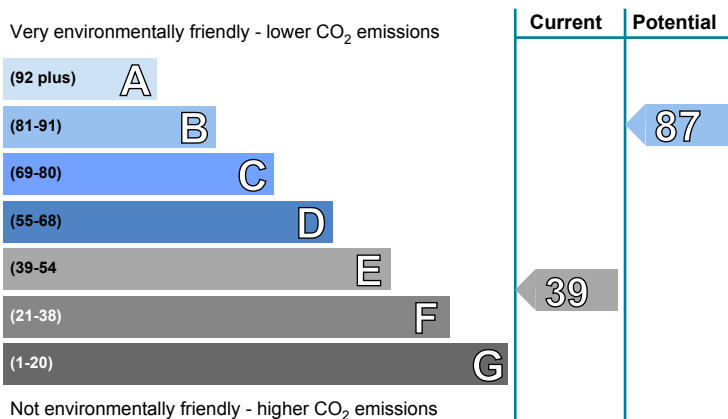 Current Potential
Very environmentally friendly - lower CO2 emissions
(92 plus) A
(81-91) B
87
(69-80) C
(55-68) D
(39-54 E
39
(21-38) F
(1-20) G
Not environmentally friendly - higher CO2 emissions